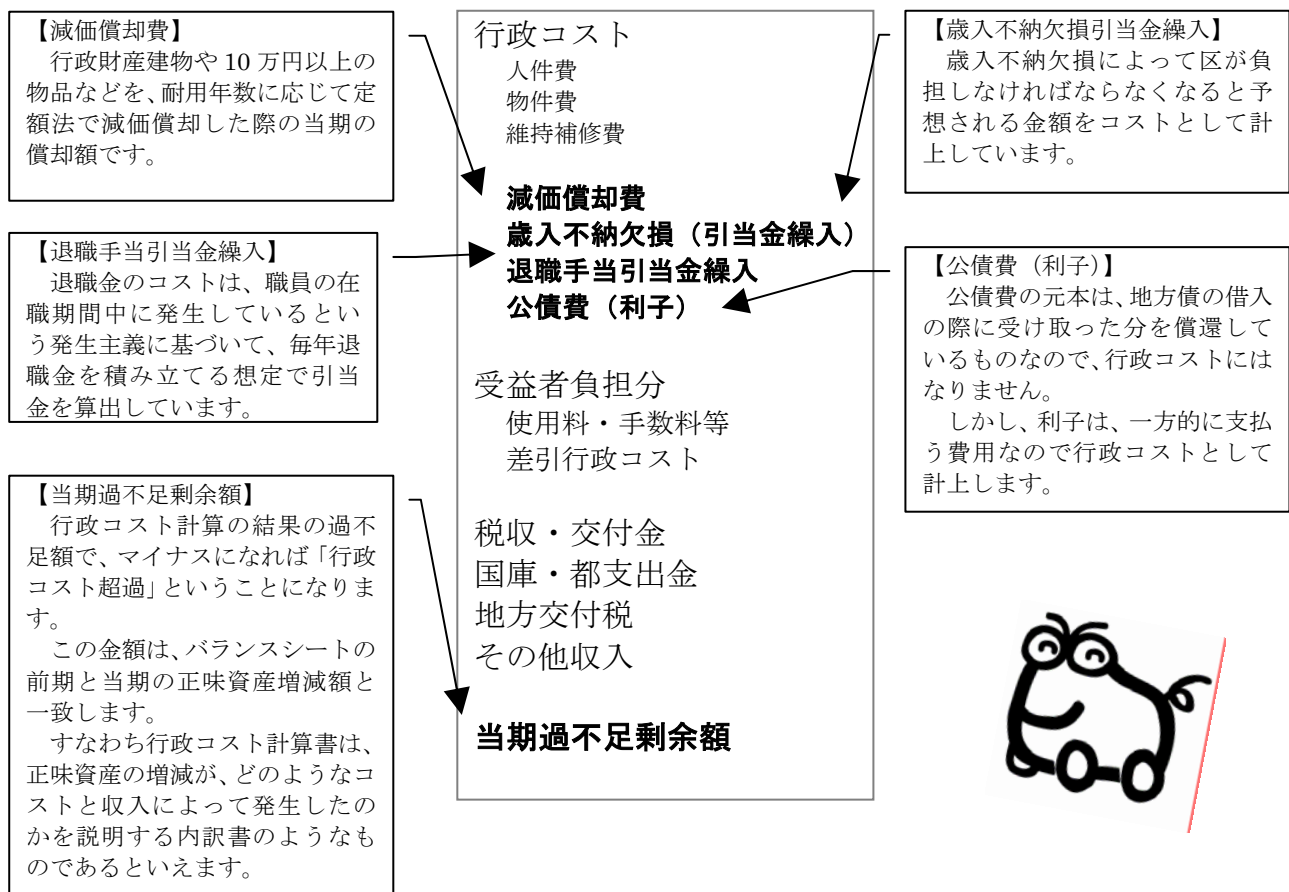 【減価償却費】
　行政財産建物や 10 万円以上の
物品などを、耐用年数に応じて定
額法で減価償却した際の当期の
償却額です。
【退職手当引当金繰入】
　退職金のコストは、職員の在
職期間中に発生しているとい
う発生主義に基づいて、毎年退
職金を積み立てる想定で引当
金を算出しています。
【当期過不足剰余額】
　行政コスト計算の結果の過不
足額で、マイナスになれば「行政
コスト超過」ということになりま
す。
　この金額は、バランスシートの
前期と当期の正味資産増減額と
一致します。
　すなわち行政コスト計算書は、
正味資産の増減が、どのようなコ
ストと収入によって発生したの
かを説明する内訳書のようなも
のであるといえます。
行政コスト
人件費
物件費
維持補修費
減価償却費
歳入不納欠損（引当金繰入）
退職手当引当金繰入
公債費（利子）
受益者負担分
使用料・手数料等
差引行政コスト
税収・交付金
国庫・都支出金
地方交付税
その他収入
当期過不足剰余額
【歳入不納欠損引当金繰入】
　歳入不納欠損によって区が負
担しなければならなくなると予
想される金額をコストとして計
上しています。
【公債費（利子）】
　公債費の元本は、地方債の借入
の際に受け取った分を償還して
いるものなので、行政コストには
なりません。
　しかし、利子は、一方的に支払
う費用なので行政コストとして
計上します。